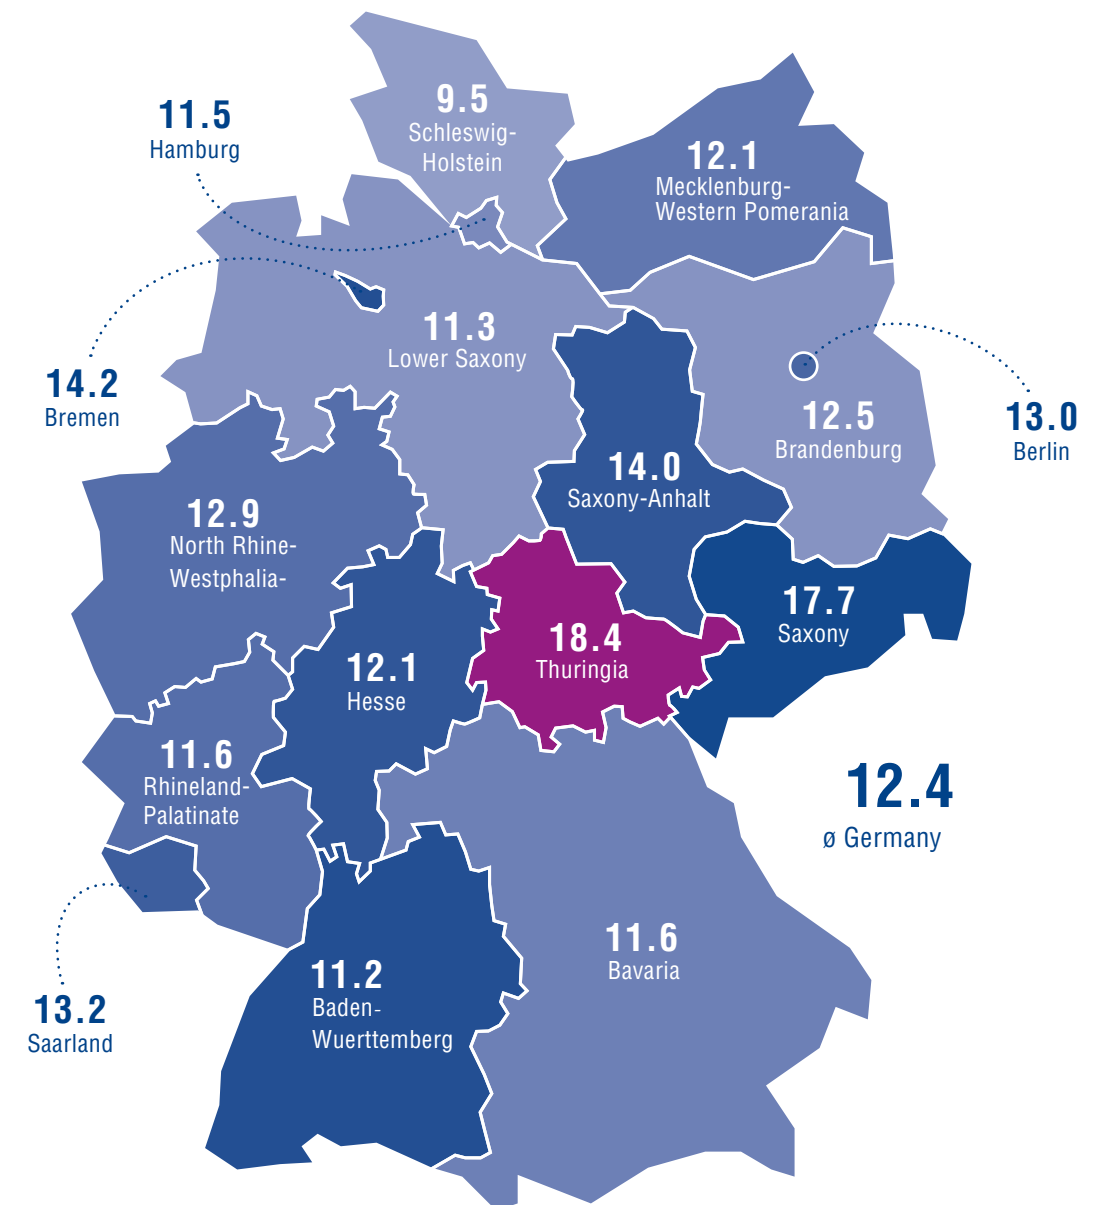 9.5
Schleswig-
Holstein
11.5
Hamburg
12.1
Mecklenburg-
Western Pomerania
11.3
Lower Saxony
14.2
Bremen
12.5
Brandenburg
13.0
Berlin
14.0
Saxony-Anhalt
12.9
North Rhine-
Westphalia-
17.7
Saxony
18.4
Thuringia
12.1
Hesse
11.6
Rhineland-
Palatinate
12.4
ø Germany
11.6
Bavaria
11.2
Baden-
Wuerttemberg
13.2
Saarland